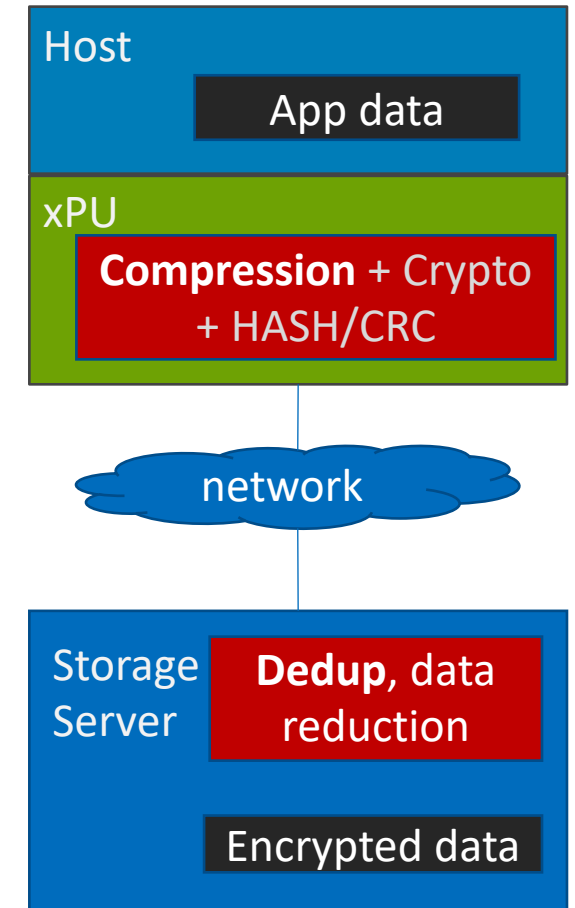 Host
App data
xPU
Compression + Crypto
+ HASH/CRC
network
Storage
Server
Dedup, data
reduction
Encrypted data